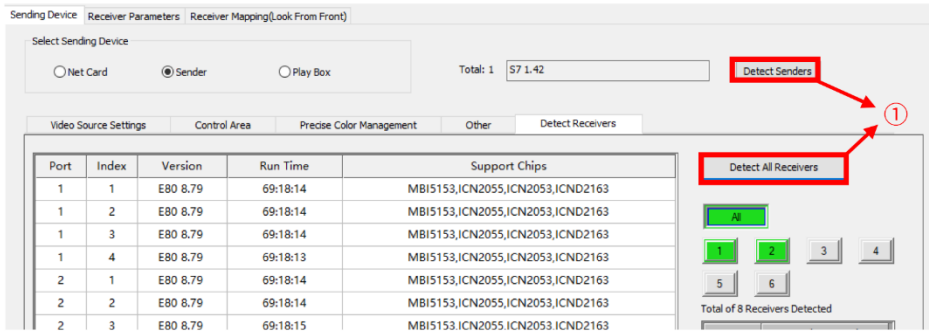 Sending Device Receiver Parameters Receiver Mapping(Look From Front)
Select Sending Device
Net Card Sender Play Box
Total: 1 S7 1.42 Detect Senders
①
Video Source Settings Control Area Precise Color Management Other Detect Receivers
Port Index Version Run Time Support Chips
1 1 E80 8.79 69:18:14 MBI5153,ICN2055,ICN2053,ICND2163
1 2 E80 8.79 69:18:14 MBI5153,ICN2055,ICN2053,ICND2163
1 3 E80 8.79 69:18:14 MBI5153,ICN2055,ICN2053,ICND2163
1 4 E80 8.79 69:18:13 MBI5153,ICN2055,ICN2053,ICND2163
2 1 E80 8.79 69:18:14 MBI5153,ICN2055,ICN2053,ICND2163
2 2 E80 8.79 69:18:14 MBI5153,ICN2055,ICN2053,ICND2163
2 3 E80 8.79 69:18:15 MBI5153,ICN2055,ICN2053,ICND2163
Detect All Receivers
All
1 2 3 4
5 6
Total of 8 Receivers Detected